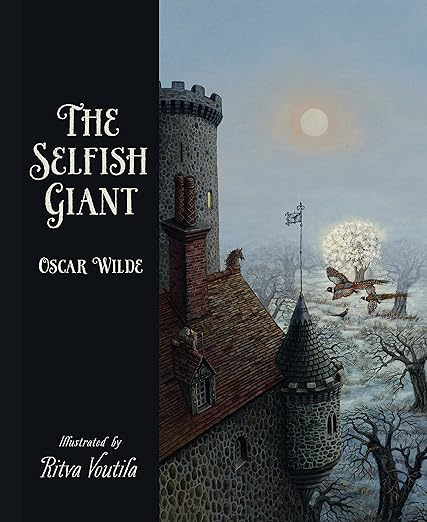 THE
SELFISH
GIANT
OSCAR WILDE
Illustrated by
Ritva Voutila